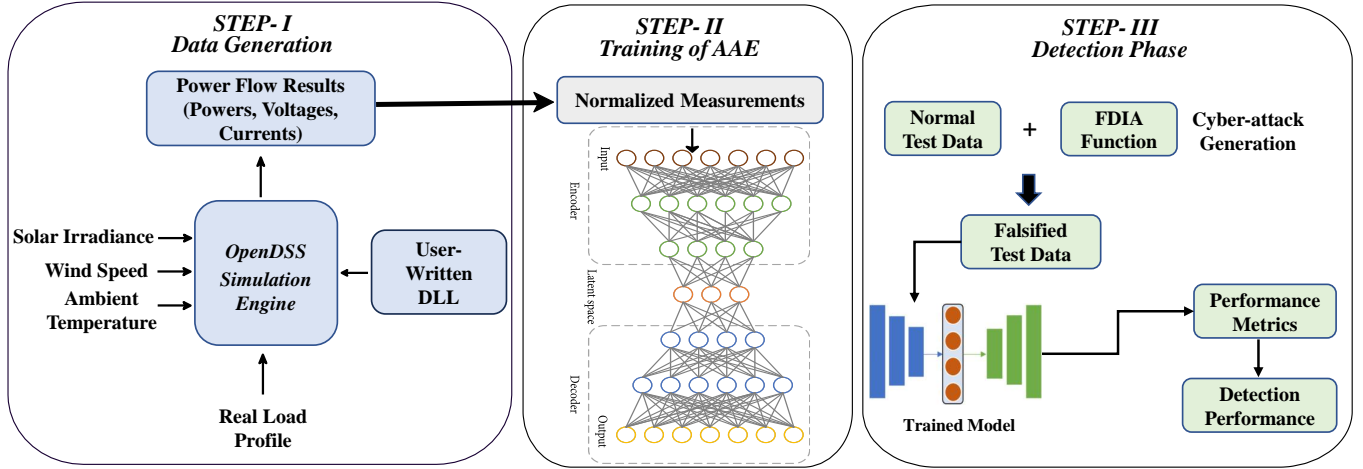 STEP- I
Data Generation
Power Flow Results
(Powers, Voltages,
Currents)
Solar Irradiance
Wind Speed
Ambient
Temperature
OpenDSS
Simulation
Engine
User-
Written
DLL
Real Load
Profile
STEP- II
Training of AAE
Normalized Measurements
Input
Encoder
Latent space
Decoder
Output
STEP- III
Detection Phase
Normal
Test Data
+
FDIA
Function
Cyber-attack
Generation
Falsified
Test Data
Trained Model
Performance
Metrics
Detection
Performance